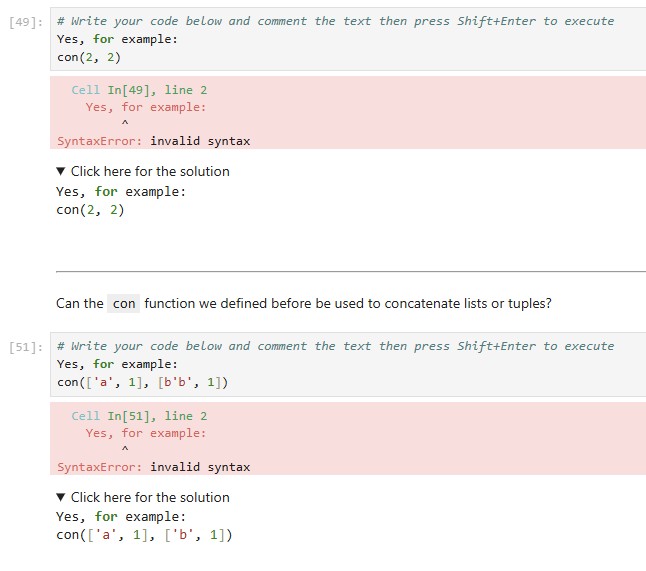 [49]: # Write your code below and comment the text then press Shift+Enter to execute
Yes, for example:
con(2, 2)
Cell In[49], line 2
Yes, for example:
^
SyntaxError: invalid syntax
▼ Click here for the solution
Yes, for example:
con(2, 2)
Can the con function we defined before be used to concatenate lists or tuples?
[51]: # Write your code below and comment the text then press Shift+Enter to execute
Yes, for example:
con(['a', 1], [b'b', 1])
Cell In[51], line 2
Yes, for example:
^
SyntaxError: invalid syntax
▼ Click here for the solution
Yes, for example:
con(['a', 1], ['b', 1])